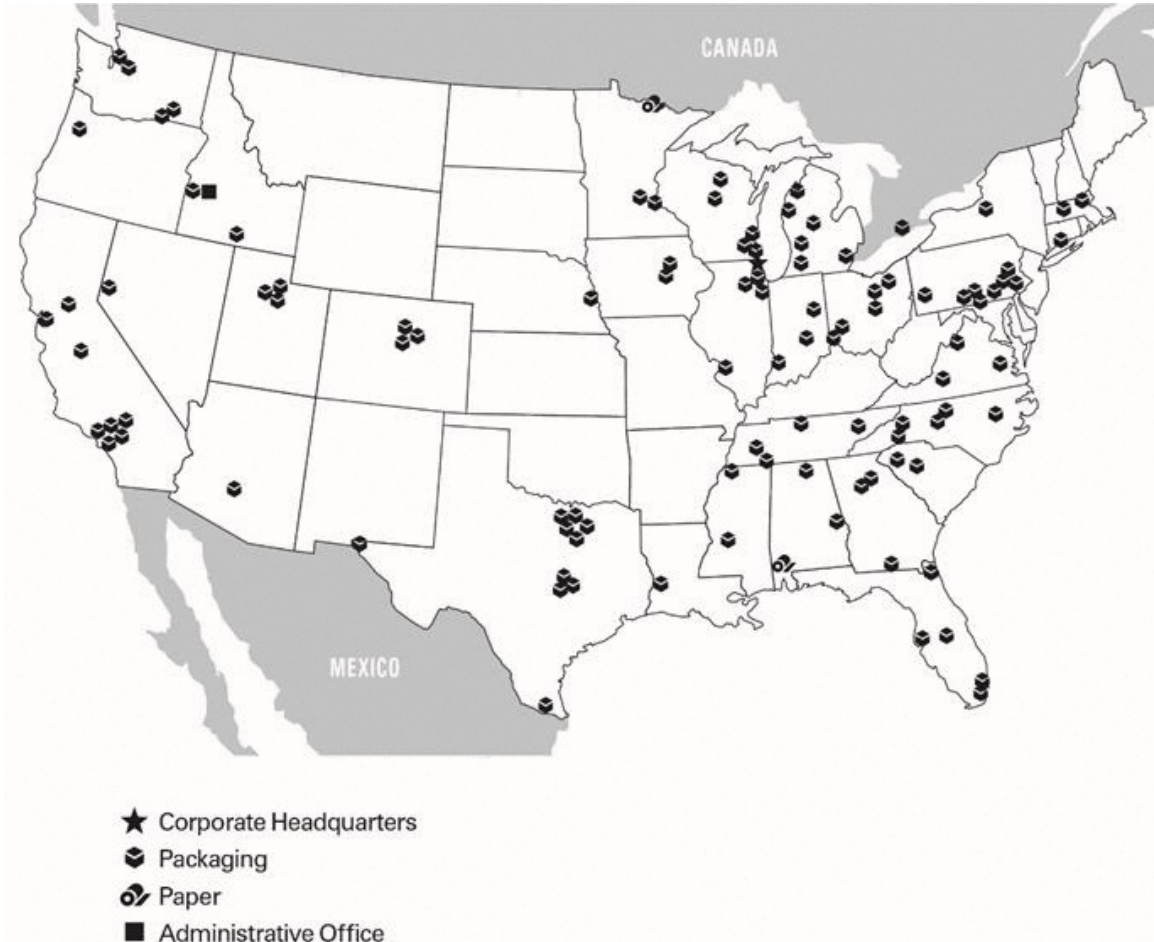 CANADA
MEXICO
Corporate Headquarters
Packaging
Paper
Administrative Office